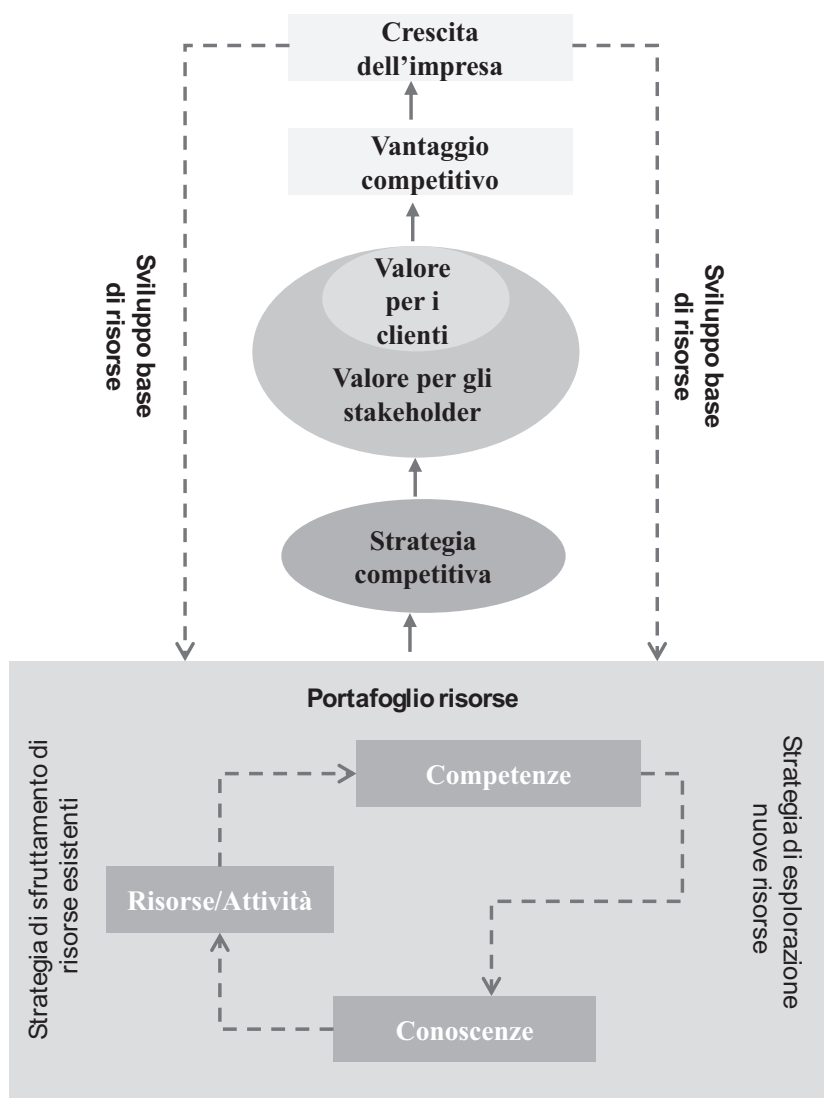 Crescita
dell’impresa
Vantaggio
competitivo
Valore
per i
clienti
Valore per gli
stakeholder
Sviluppo base
di risorse
Sviluppo base
di risorse
Strategia
competitiva
Portafoglio risorse
Strategia di sfruttamento di
risorse esistenti
Competenze
Risorse/Attività
Conoscenze
Strategia di esplorazione
nuove risorse